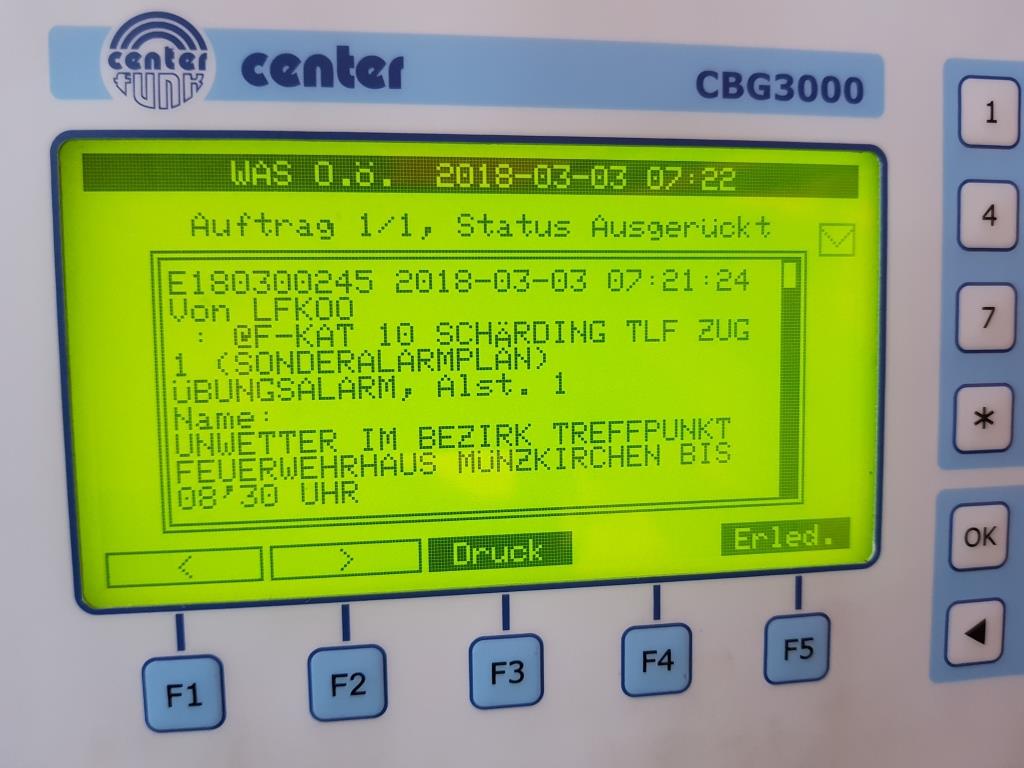 center
funk
center
CBG3000
WAS O.ö. 2018-03-03 07:22
Auftrag 1/1, Status Ausgerückt
E180300245 2018-03-03 07:21:24
Von LFKOO
: @F-KAT 10 SCHÄRDING TLF ZUG
1 (SONDERALARMPLAN)
ÜBUNGSALARM, Alst. 1
Name:
UNWETTER IM BEZIRK TREFFPUNKT
FEUERWEHRHAUS MÜNZKIRCHEN BIS
08'30 UHR
< > Druck Erled.
F1 F2 F3 F4 F5
1
4
7
*
OK
◀